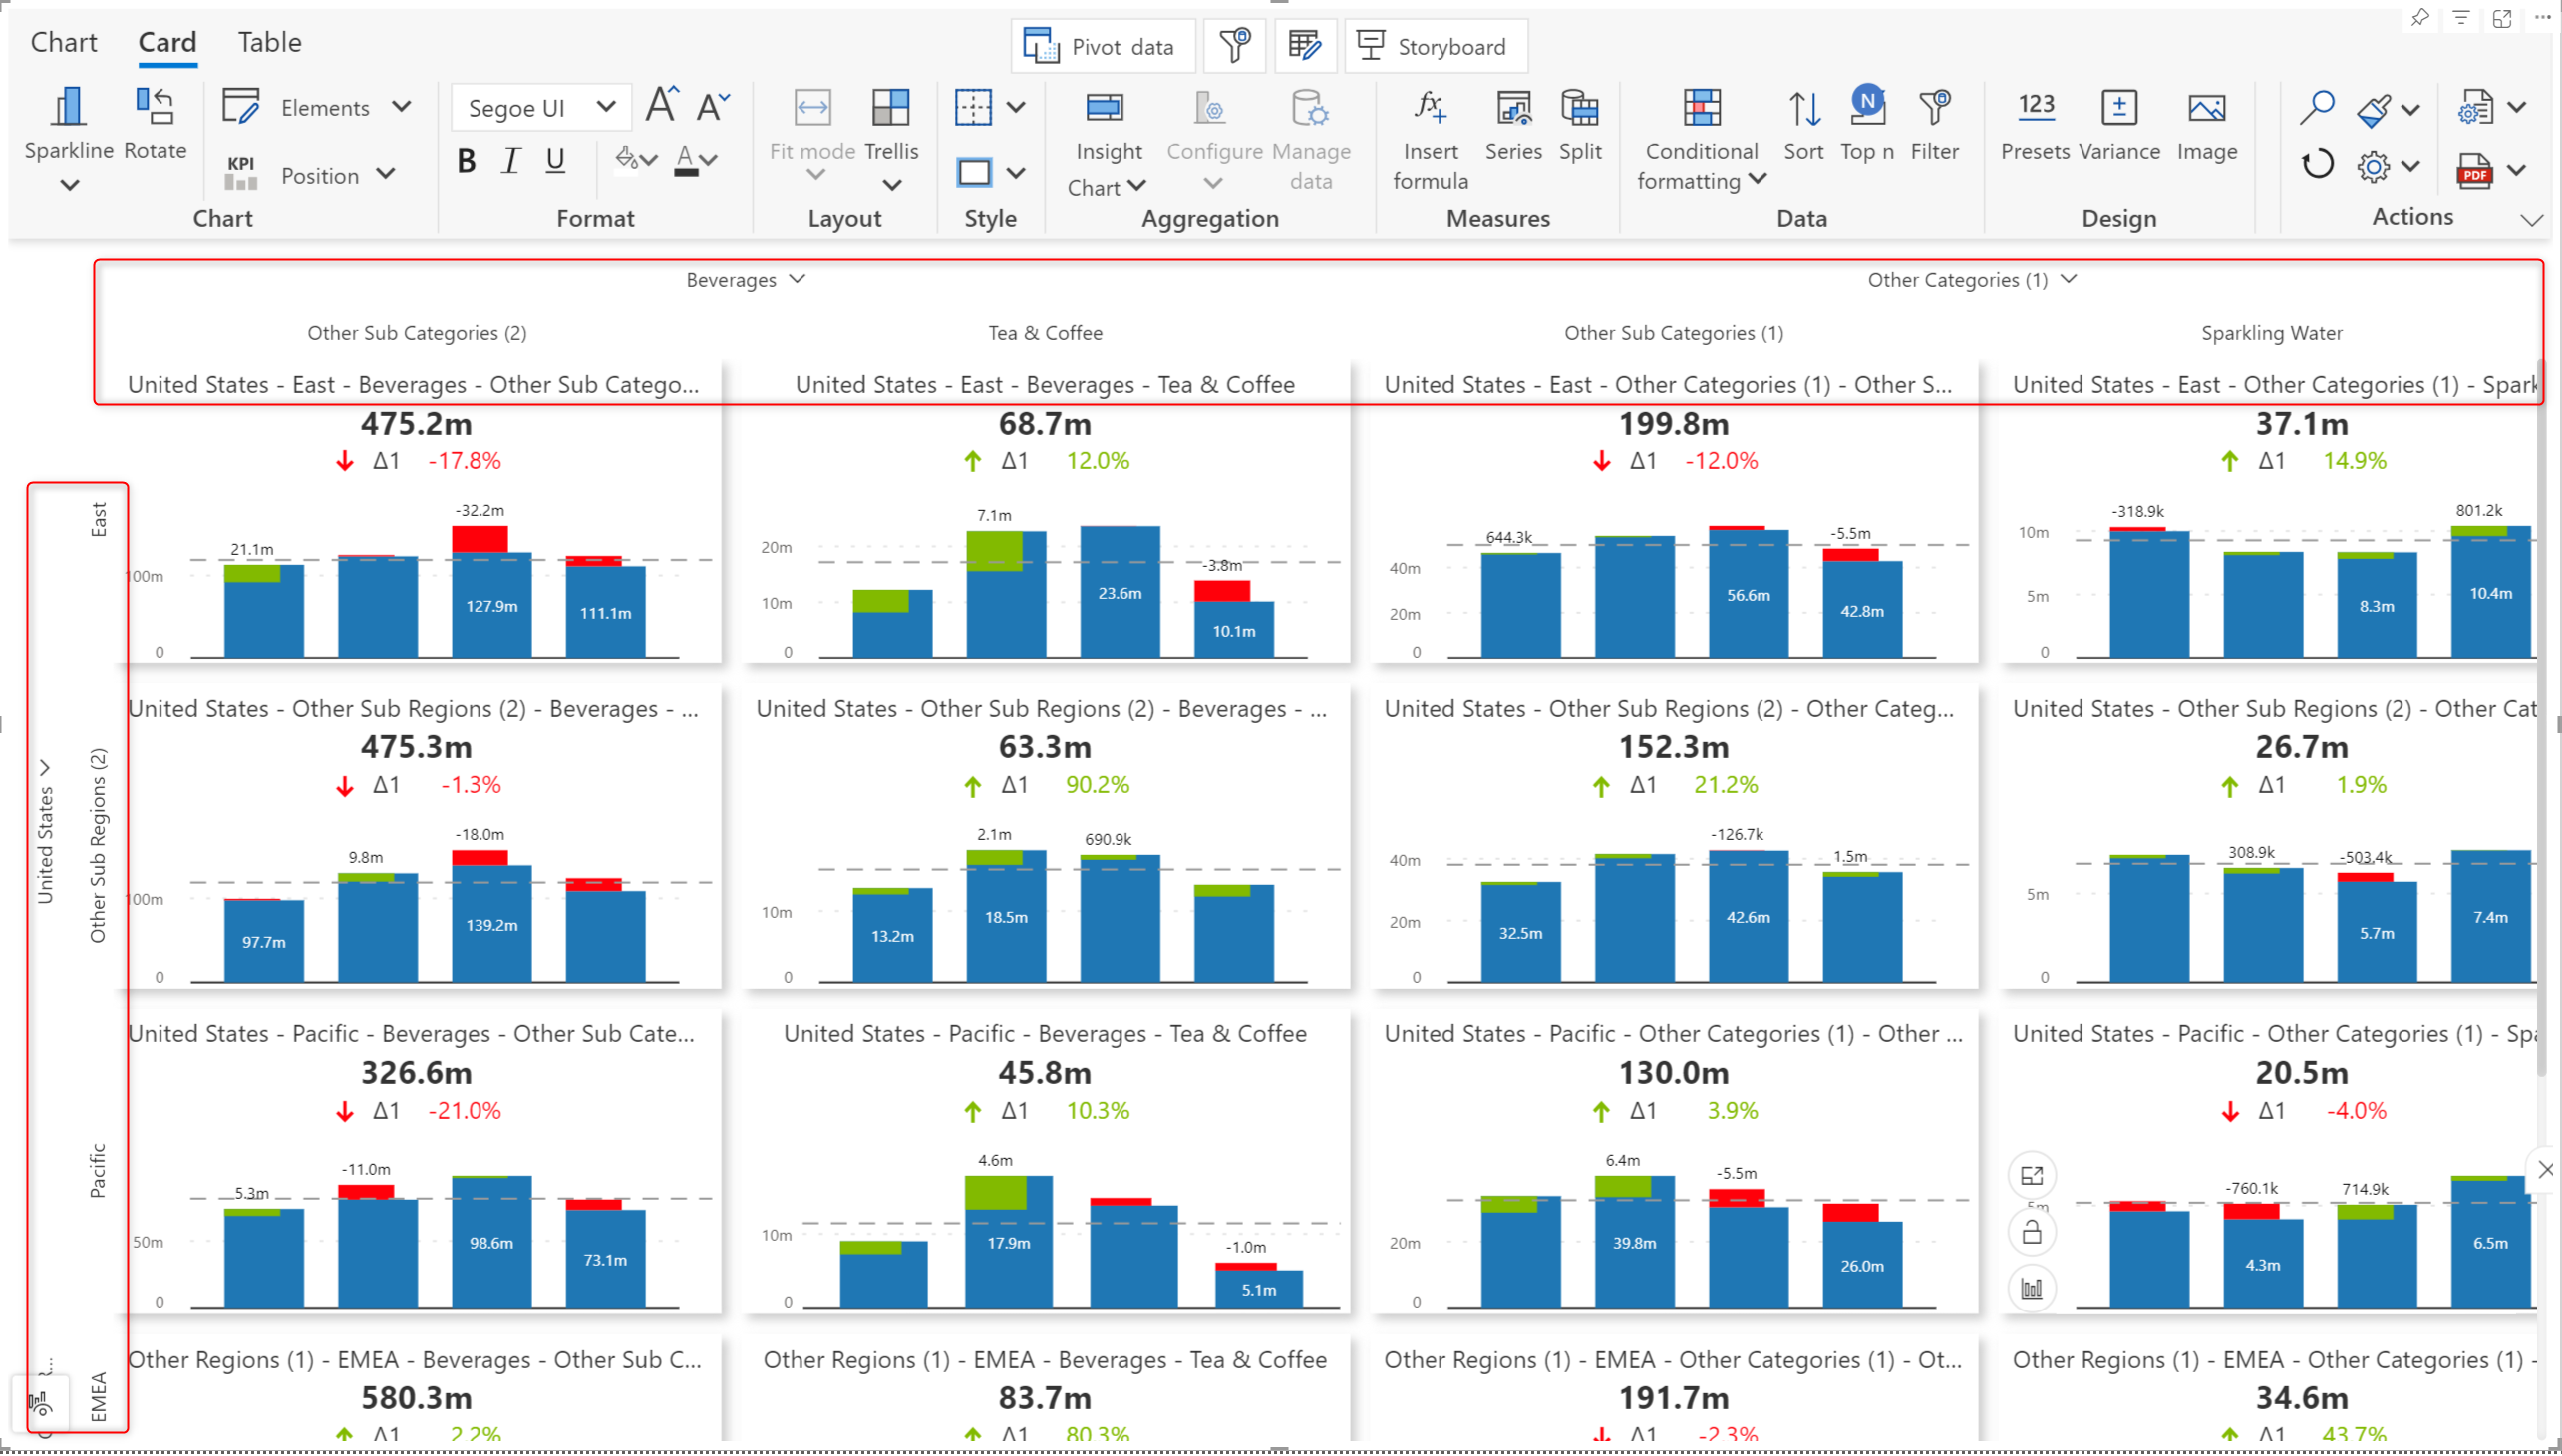 Chart Card Table
Pivot data Storyboard
Sparkline Rotate
Elements
KPI Position
Chart
Segoe UI A A
B I U A
Format
Fit mode Trellis
Layout
Style
Insight Chart
Configure
Manage data
Aggregation
fx Insert formula
Series Split
Measures
Conditional formatting
Sort
N Top n
Filter
Data
123 Presets
Variance Image
Design
PDF
Actions
Beverages Other Categories (1)
Other Sub Categories (2) Tea & Coffee Other Sub Categories (1) Sparkling Water
United States
East
Other Sub Regions (2)
Pacific
EMEA
United States - East - Beverages - Other Sub Catego...
475.2m
Δ1 -17.8%
-32.2m
21.1m
100m
127.9m
111.1m
0
United States - East - Beverages - Tea & Coffee
68.7m
Δ1 12.0%
7.1m
20m
-3.8m
10m
23.6m
10.1m
0
United States - East - Other Categories (1) - Other S...
199.8m
Δ1 -12.0%
644.3k
-5.5m
40m
56.6m
20m
42.8m
0
United States - East - Other Categories (1) - Spark
37.1m
Δ1 14.9%
-318.9k
801.2k
10m
5m
8.3m
10.4m
0
United States - Other Sub Regions (2) - Beverages - ...
475.3m
Δ1 -1.3%
-18.0m
9.8m
100m
97.7m
139.2m
0
United States - Other Sub Regions (2) - Beverages - ...
63.3m
Δ1 90.2%
2.1m
690.9k
10m
13.2m
18.5m
0
United States - Other Sub Regions (2) - Other Categ...
152.3m
Δ1 21.2%
-126.7k
1.5m
40m
20m
32.5m
42.6m
0
United States - Other Sub Regions (2) - Other Cat
26.7m
Δ1 1.9%
308.9k
-503.4k
5m
5.7m
7.4m
0
United States - Pacific - Beverages - Other Sub Cate...
326.6m
Δ1 -21.0%
-11.0m
5.3m
50m
98.6m
73.1m
0
United States - Pacific - Beverages - Tea & Coffee
45.8m
Δ1 10.3%
4.6m
10m
17.9m
-1.0m
5.1m
0
United States - Pacific - Other Categories (1) - Other ...
130.0m
Δ1 3.9%
6.4m
-5.5m
20m
39.8m
26.0m
0
United States - Pacific - Other Categories (1) - Spa
20.5m
Δ1 -4.0%
-760.1k
714.9k
5m
4.3m
6.5m
Other Regions (1) - EMEA - Beverages - Other Sub C...
580.3m
Δ1 2.2%
Other Regions (1) - EMEA - Beverages - Tea & Coffee
83.7m
Δ1 80.3%
Other Regions (1) - EMEA - Other Categories (1) - Ot...
191.7m
Δ1 -2.3%
Other Regions (1) - EMEA - Other Categories (1) -
34.6m
Δ1 43.7%